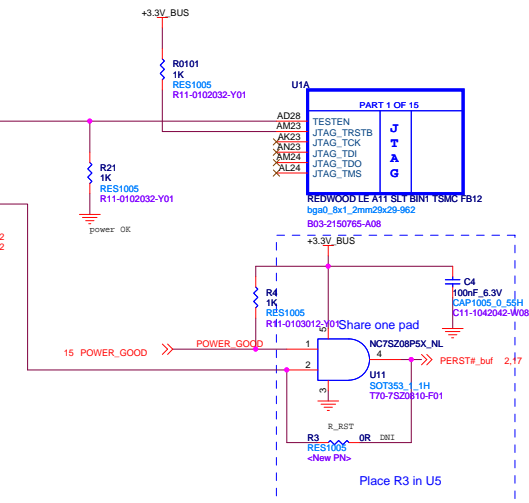 +3.3V_BUS
R0101
1K
RES1005
R11-0102032-Y01
U1A
PART 1 OF 15
AD28 TESTEN
AM23 JTAG_TRSTB
AK23 JTAG_TCK
AN23 JTAG_TDI
AM24 JTAG_TDO
AL24 JTAG_TMS
J
T
A
G
R21
1K
RES1005
R11-0102032-Y01
power OK
REDWOOD LE A11 SLT BIN1 TSMC FB12
bga0_8x1_2mm29x29-962
B03-2150765-A08
2
2
+3.3V_BUS
R4
1K
RES1005
R11-0103012-Y01
C4
100nF_6.3V
CAP1005_0_55H
C11-1042042-W08
5
Share one pad
15 POWER_GOOD
POWER_GOOD
1
2
3
4
NC7SZ08P5X_NL
PERST#_buf 2,17
U11
SOT353_1_1H
T70-7SZ0810-F01
R_RST
R3 0R DNI
RES1005
<New PN>
Place R3 in U5